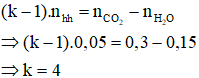 (k−1).n_hh = n_CO₂ − n_H₂O
⇒ (k−1).0,05 = 0,3 − 0,15
⇒ k = 4